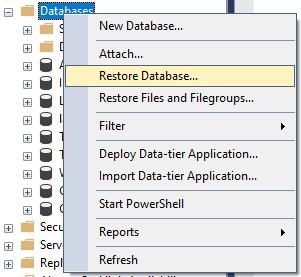 Databases
New Database...
Attach...
Restore Database...
Restore Files and Filegroups...
Filter
Deploy Data-tier Application...
Import Data-tier Application...
Start PowerShell
Reports
Refresh
Secu
Serve
Repl